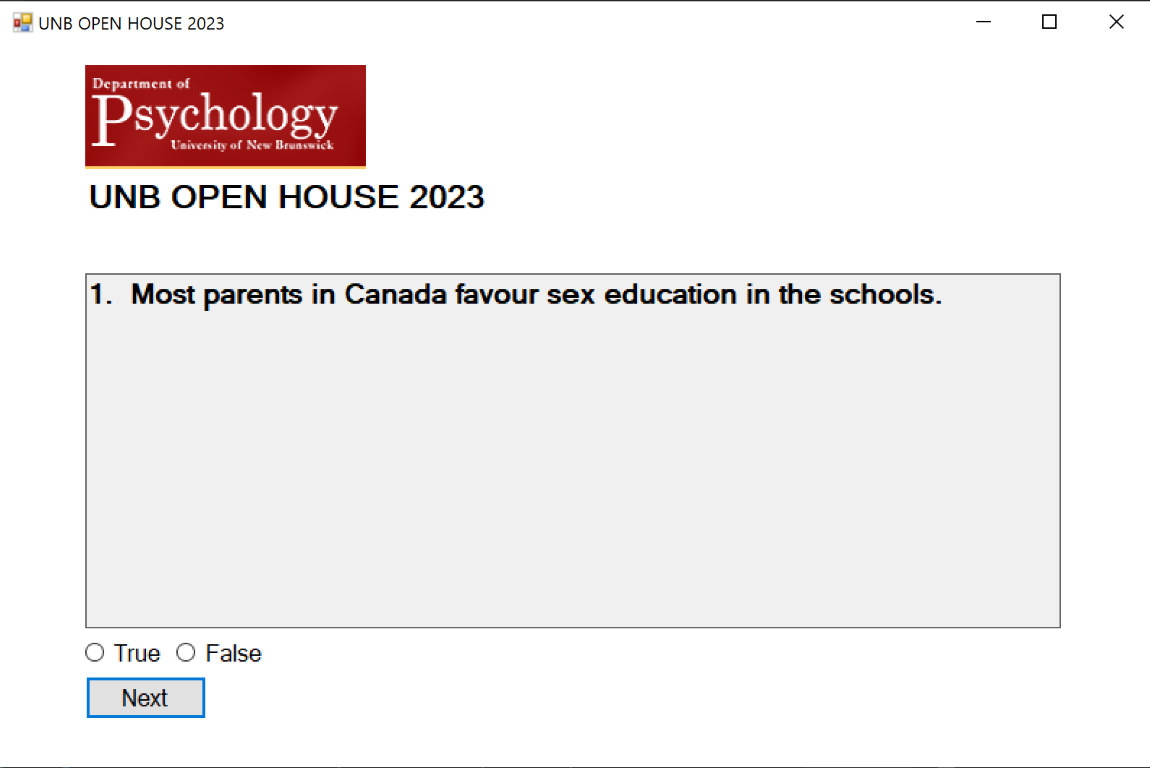 UNB OPEN HOUSE 2023
Department of
Psychology
University of New Brunswick
UNB OPEN HOUSE 2023
1. Most parents in Canada favour sex education in the schools.
True False
Next